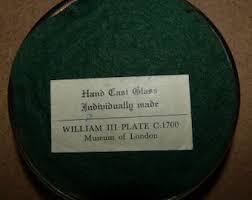 Hand Cast Glass
Individually made
WILLIAM III PLATE C.1700
Museum of London